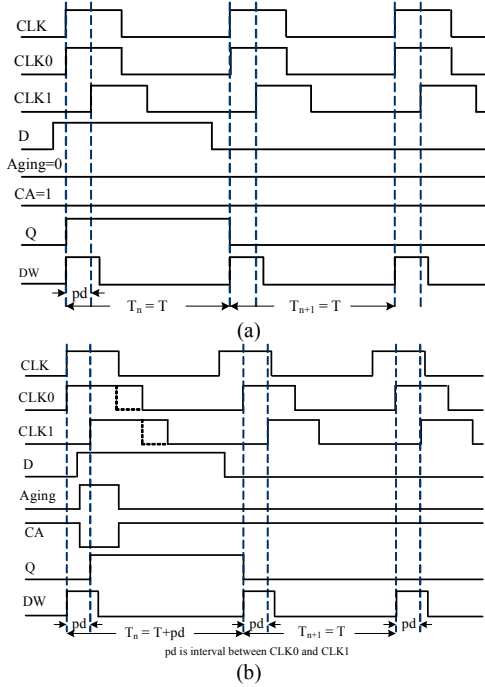 CLK
CLK0
CLK1
D
Aging=0
CA=1
Q
DW
pd
Tn = T
Tn+1 = T
(a)
CLK
CLK0
CLK1
D
Aging
CA
Q
DW
pd
Tn = T+pd
pd
Tn+1 = T
pd
pd is interval between CLK0 and CLK1
(b)